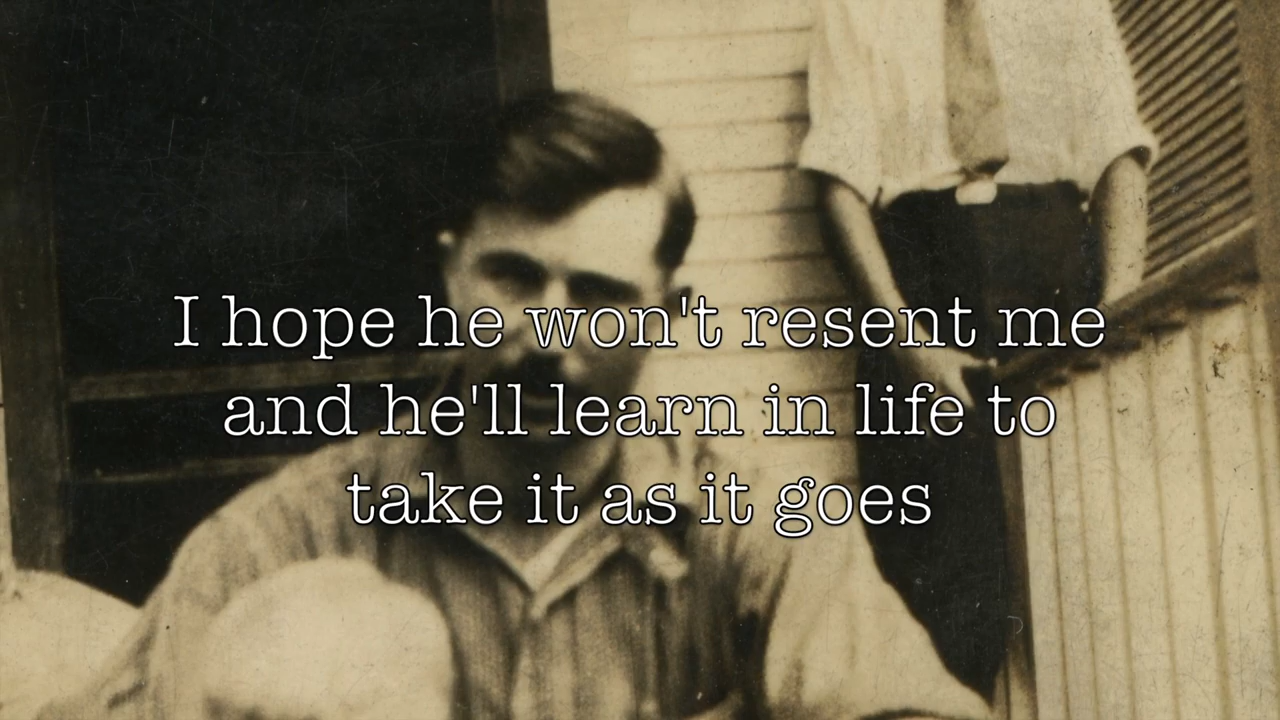 I hope he won't resent me
and he'll learn in life to
take it as it goes